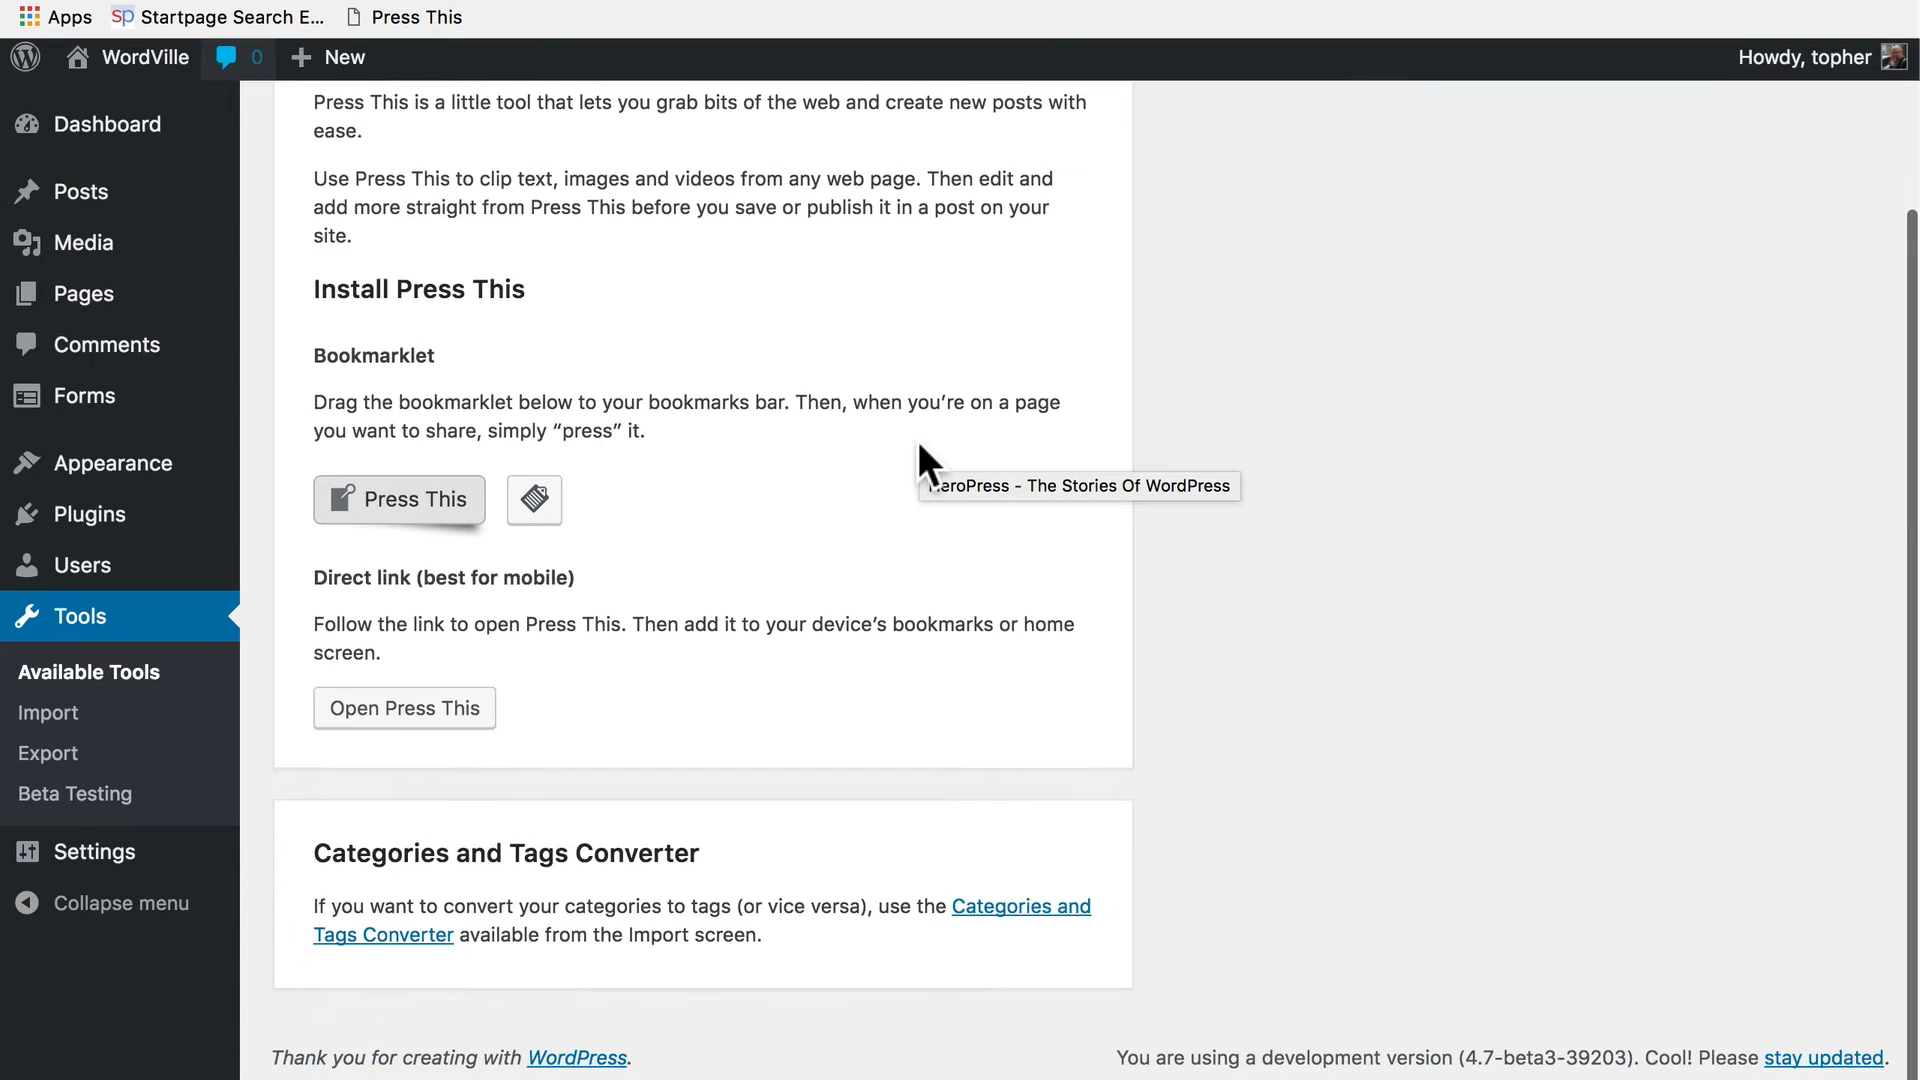 Apps
Startpage Search E...
Press This
WordVille
0
New
Howdy, topher
Dashboard
Posts
Media
Pages
Comments
Forms
Appearance
Plugins
Users
Tools
Available Tools
Import
Export
Beta Testing
Settings
Collapse menu
Press This is a little tool that lets you grab bits of the web and create new posts with
ease.
Use Press This to clip text, images and videos from any web page. Then edit and
add more straight from Press This before you save or publish it in a post on your
site.
Install Press This
Bookmarklet
Drag the bookmarklet below to your bookmarks bar. Then, when you’re on a page
you want to share, simply “press” it.
Press This
eroPress - The Stories Of WordPress
Direct link (best for mobile)
Follow the link to open Press This. Then add it to your device’s bookmarks or home
screen.
Open Press This
Categories and Tags Converter
If you want to convert your categories to tags (or vice versa), use the Categories and
Tags Converter available from the Import screen.
Thank you for creating with WordPress.
You are using a development version (4.7-beta3-39203). Cool! Please stay updated.